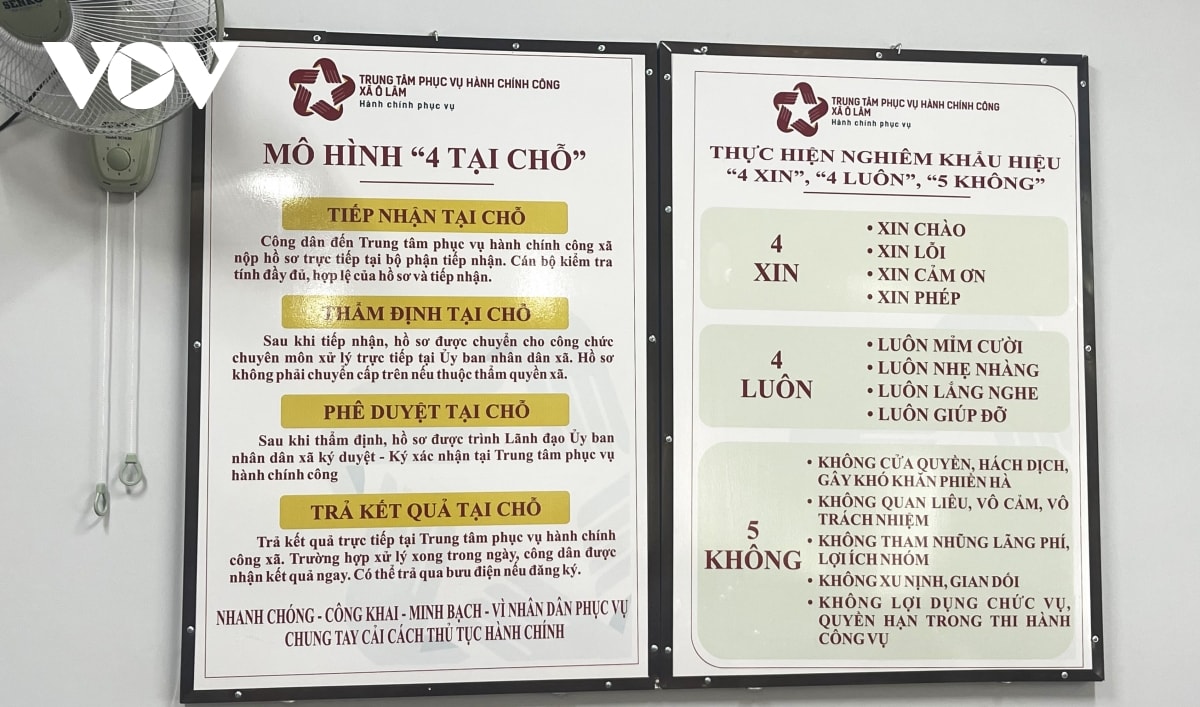 SENKO
VOV
TRUNG TÂM PHỤC VỤ HÀNH CHÍNH CÔNG
XÃ Ô LÂM
Hành chính phục vụ
MÔ HÌNH “4 TẠI CHỖ”
TIẾP NHẬN TẠI CHỖ
Công dân đến Trung tâm phục vụ hành chính công xã
nộp hồ sơ trực tiếp tại bộ phận tiếp nhận. Cán bộ kiểm tra
tính đầy đủ, hợp lệ của hồ sơ và tiếp nhận.
THẨM ĐỊNH TẠI CHỖ
Sau khi tiếp nhận, hồ sơ được chuyển cho công chức
chuyên môn xử lý trực tiếp tại Ủy ban nhân dân xã. Hồ sơ
không phải chuyển cấp trên nếu thuộc thẩm quyền xã.
PHÊ DUYỆT TẠI CHỖ
Sau khi thẩm định, hồ sơ được trình Lãnh đạo Ủy ban
nhân dân xã ký duyệt - Ký xác nhận tại Trung tâm phục vụ
hành chính công
TRẢ KẾT QUẢ TẠI CHỖ
Trả kết quả trực tiếp tại Trung tâm phục vụ hành chính
công xã. Trường hợp xử lý xong trong ngày, công dân được
nhận kết quả ngay. Có thể trả qua bưu điện nếu đăng ký.
NHANH CHÓNG - CÔNG KHAI - MINH BẠCH - VÌ NHÂN DÂN PHỤC VỤ
CHUNG TAY CẢI CÁCH THỦ TỤC HÀNH CHÍNH
TRUNG TÂM PHỤC VỤ HÀNH CHÍNH CÔNG
XÃ Ô LÂM
Hành chính phục vụ
THỰC HIỆN NGHIÊM KHẨU HIỆU
“4 XIN”, “4 LUÔN”, “5 KHÔNG”
4
XIN
• XIN CHÀO
• XIN LỖI
• XIN CẢM ƠN
• XIN PHÉP
4
LUÔN
• LUÔN MỈM CƯỜI
• LUÔN NHẸ NHÀNG
• LUÔN LẮNG NGHE
• LUÔN GIÚP ĐỠ
5
KHÔNG
• KHÔNG CỬA QUYỀN, HÁCH DỊCH,
GÂY KHÓ KHĂN PHIỀN HÀ
• KHÔNG QUAN LIÊU, VÔ CẢM, VÔ
TRÁCH NHIỆM
• KHÔNG THAM NHŨNG LÃNG PHÍ,
LỢI ÍCH NHÓM
• KHÔNG XU NỊNH, GIAN DỐI
• KHÔNG LỢI DỤNG CHỨC VỤ,
QUYỀN HẠN TRONG THI HÀNH
CÔNG VỤ